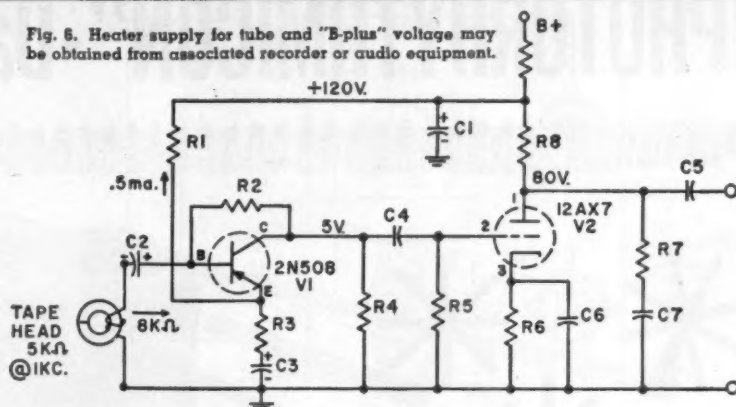 Fig. 6. Heater supply for tube and "B-plus" voltage may
be obtained from associated recorder or audio equipment.
B+
+120V.
R1
C1
R8
.5ma.
80V.
C5
R2
12AX7
V2
1
C
5V.
C4
2
C2
B
2N508
V1
3
R7
E
TAPE
HEAD
5KΩ
@1KC.
8KΩ
R3
R4
R5
R6
C6
C7
C3